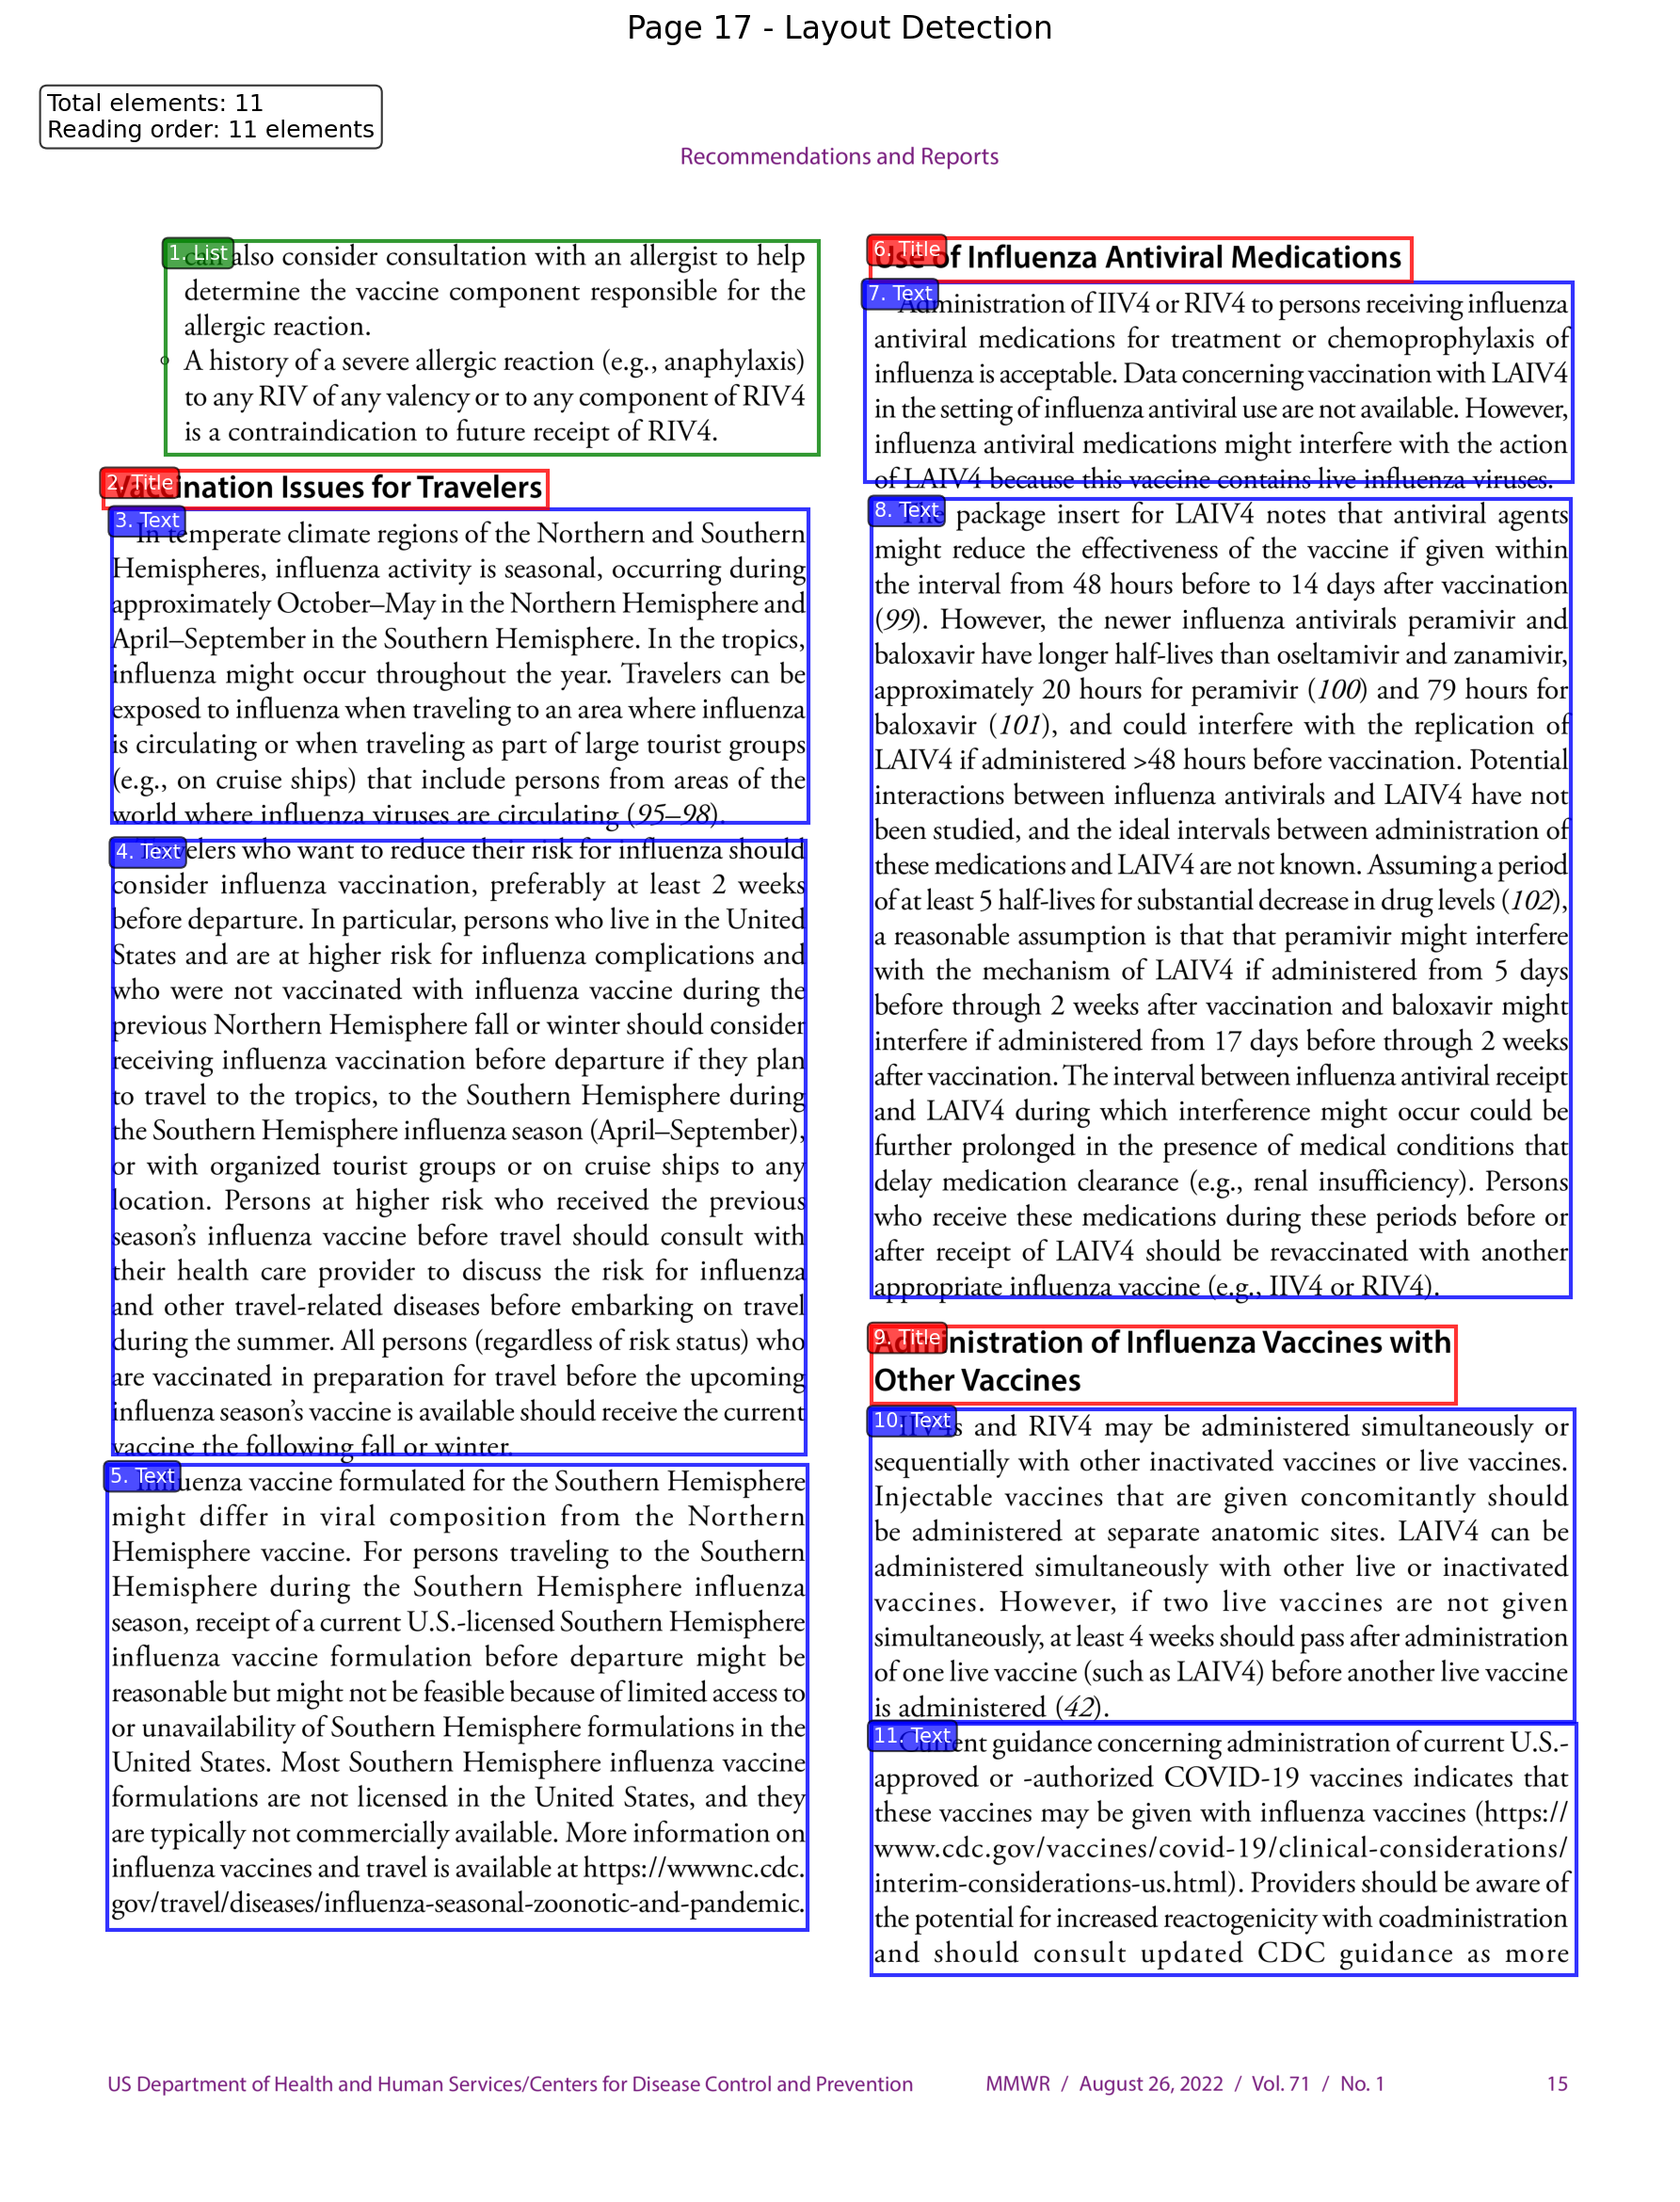 Page 17 - Layout Detection
Total elements: 11
Reading order: 11 elements
Recommendations and Reports
1. List
can also consider consultation with an allergist to help
determine the vaccine component responsible for the
allergic reaction.
◦ A history of a severe allergic reaction (e.g., anaphylaxis)
to any RIV of any valency or to any component of RIV4
is a contraindication to future receipt of RIV4.
2. Title
Vaccination Issues for Travelers
3. Text
In temperate climate regions of the Northern and Southern
Hemispheres, influenza activity is seasonal, occurring during
approximately October–May in the Northern Hemisphere and
April–September in the Southern Hemisphere. In the tropics,
influenza might occur throughout the year. Travelers can be
exposed to influenza when traveling to an area where influenza
is circulating or when traveling as part of large tourist groups
(e.g., on cruise ships) that include persons from areas of the
world where influenza viruses are circulating (95–98).
4. Text
Travelers who want to reduce their risk for influenza should
consider influenza vaccination, preferably at least 2 weeks
before departure. In particular, persons who live in the United
States and are at higher risk for influenza complications and
who were not vaccinated with influenza vaccine during the
previous Northern Hemisphere fall or winter should consider
receiving influenza vaccination before departure if they plan
to travel to the tropics, to the Southern Hemisphere during
the Southern Hemisphere influenza season (April–September),
or with organized tourist groups or on cruise ships to any
location. Persons at higher risk who received the previous
season’s influenza vaccine before travel should consult with
their health care provider to discuss the risk for influenza
and other travel-related diseases before embarking on travel
during the summer. All persons (regardless of risk status) who
are vaccinated in preparation for travel before the upcoming
influenza season’s vaccine is available should receive the current
vaccine the following fall or winter.
5. Text
Influenza vaccine formulated for the Southern Hemisphere
might differ in viral composition from the Northern
Hemisphere vaccine. For persons traveling to the Southern
Hemisphere during the Southern Hemisphere influenza
season, receipt of a current U.S.-licensed Southern Hemisphere
influenza vaccine formulation before departure might be
reasonable but might not be feasible because of limited access to
or unavailability of Southern Hemisphere formulations in the
United States. Most Southern Hemisphere influenza vaccine
formulations are not licensed in the United States, and they
are typically not commercially available. More information on
influenza vaccines and travel is available at https://wwwnc.cdc.
gov/travel/diseases/influenza-seasonal-zoonotic-and-pandemic.
6. Title
Use of Influenza Antiviral Medications
7. Text
Administration of IIV4 or RIV4 to persons receiving influenza
antiviral medications for treatment or chemoprophylaxis of
influenza is acceptable. Data concerning vaccination with LAIV4
in the setting of influenza antiviral use are not available. However,
influenza antiviral medications might interfere with the action
of LAIV4 because this vaccine contains live influenza viruses.
8. Text
The package insert for LAIV4 notes that antiviral agents
might reduce the effectiveness of the vaccine if given within
the interval from 48 hours before to 14 days after vaccination
(99). However, the newer influenza antivirals peramivir and
baloxavir have longer half-lives than oseltamivir and zanamivir,
approximately 20 hours for peramivir (100) and 79 hours for
baloxavir (101), and could interfere with the replication of
LAIV4 if administered >48 hours before vaccination. Potential
interactions between influenza antivirals and LAIV4 have not
been studied, and the ideal intervals between administration of
these medications and LAIV4 are not known. Assuming a period
of at least 5 half-lives for substantial decrease in drug levels (102),
a reasonable assumption is that that peramivir might interfere
with the mechanism of LAIV4 if administered from 5 days
before through 2 weeks after vaccination and baloxavir might
interfere if administered from 17 days before through 2 weeks
after vaccination. The interval between influenza antiviral receipt
and LAIV4 during which interference might occur could be
further prolonged in the presence of medical conditions that
delay medication clearance (e.g., renal insufficiency). Persons
who receive these medications during these periods before or
after receipt of LAIV4 should be revaccinated with another
appropriate influenza vaccine (e.g., IIV4 or RIV4).
9. Title
Administration of Influenza Vaccines with
Other Vaccines
10. Text
IIV4s and RIV4 may be administered simultaneously or
sequentially with other inactivated vaccines or live vaccines.
Injectable vaccines that are given concomitantly should
be administered at separate anatomic sites. LAIV4 can be
administered simultaneously with other live or inactivated
vaccines. However, if two live vaccines are not given
simultaneously, at least 4 weeks should pass after administration
of one live vaccine (such as LAIV4) before another live vaccine
is administered (42).
11. Text
Current guidance concerning administration of current U.S.-
approved or -authorized COVID-19 vaccines indicates that
these vaccines may be given with influenza vaccines (https://
www.cdc.gov/vaccines/covid-19/clinical-considerations/
interim-considerations-us.html). Providers should be aware of
the potential for increased reactogenicity with coadministration
and should consult updated CDC guidance as more
US Department of Health and Human Services/Centers for Disease Control and Prevention MMWR / August 26, 2022 / Vol. 71 / No. 1 15